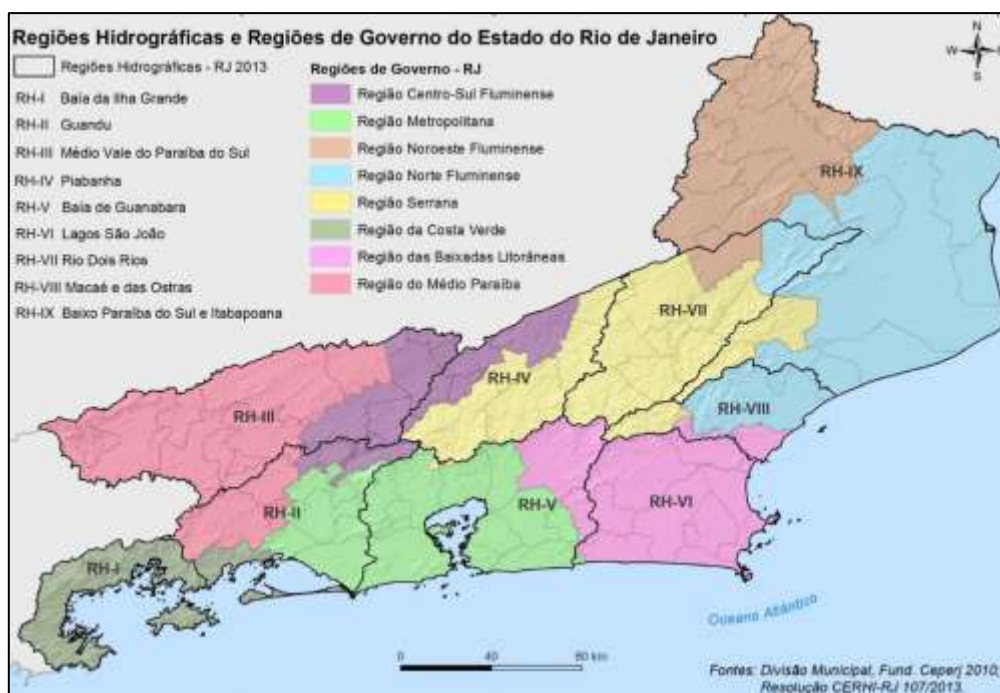 Regiões Hidrográficas e Regiões de Governo do Estado do Rio de Janeiro
Regiões Hidrográficas - RJ 2013
RH-I Baía da Ilha Grande
RH-II Guandu
RH-III Médio Vale do Paraíba do Sul
RH-IV Piabanha
RH-V Baía de Guanabara
RH-VI Lagos São João
RH-VII Rio Dois Rios
RH-VIII Macaé e das Ostras
RH-IX Baixo Paraíba do Sul e Itabapoana
Regiões de Governo - RJ
Região Centro-Sul Fluminense
Região Metropolitana
Região Noroeste Fluminense
Região Norte Fluminense
Região Serrana
Região da Costa Verde
Região das Baixadas Litorâneas
Região do Médio Paraíba
N
W
E
S
RH-IX
RH-VII
RH-IV
RH-III
RH-VIII
RH-II
RH-V
RH-VI
RH-I
Oceano Atlântico
0 40 80 km
Fontes: Divisão Municipal, Fund. Ceperj 2010;
Resolução CERHI-RJ 107/2013.